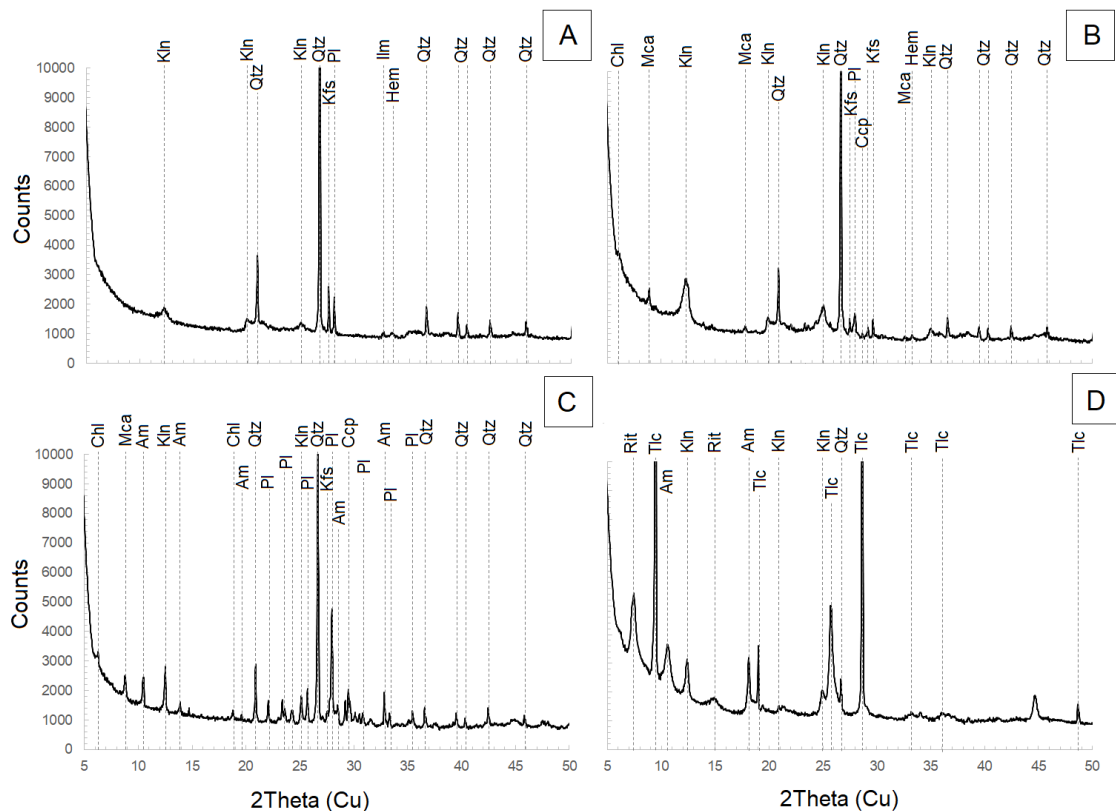 Kln Kln Qtz Kln Qtz Kfs Pl Ilm Hem Qtz Qtz Qtz Qtz
A
10000
9000
8000
7000
6000
5000
4000
3000
2000
1000
0
Counts
Chl Mca Kln Mca Kln Qtz Kln Qtz Kfs Pl Ccp Kfs Mca Hem Kln Qtz Qtz Qtz Qtz
B
Chl Mca Am Kln Am Chl Am Qtz Pl Pl Kln Pl Qtz Kfs Pl Am Ccp Pl Am Pl Pl Qtz Qtz Qtz Qtz
C
10000
9000
8000
7000
6000
5000
4000
3000
2000
1000
0
Counts
5 10 15 20 25 30 35 40 45 50
2Theta (Cu)
Rit Tlc Am Kln Rit Am Tlc Kln Kln Tlc Qtz Tlc Tlc Tlc Tlc
D
5 10 15 20 25 30 35 40 45 50
2Theta (Cu)